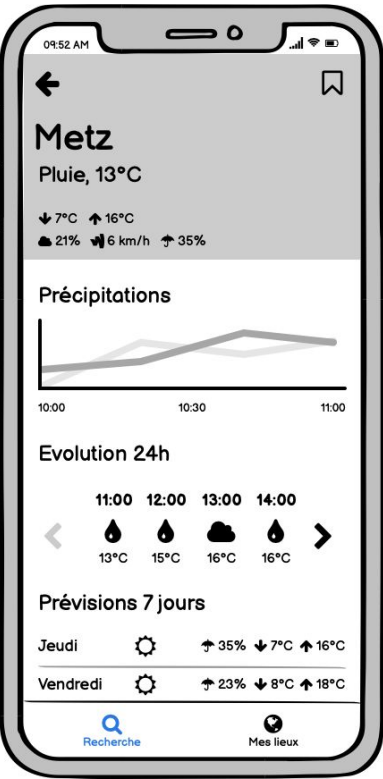 09:52 AM
Metz
Pluie, 13°C
7°C 16°C
21% 6 km/h 35%
Précipitations
10:00 10:30 11:00
Evolution 24h
11:00 12:00 13:00 14:00
13°C 15°C 16°C 16°C
Prévisions 7 jours
Jeudi 35% 7°C 16°C
Vendredi 23% 8°C 18°C
Recherche Mes lieux